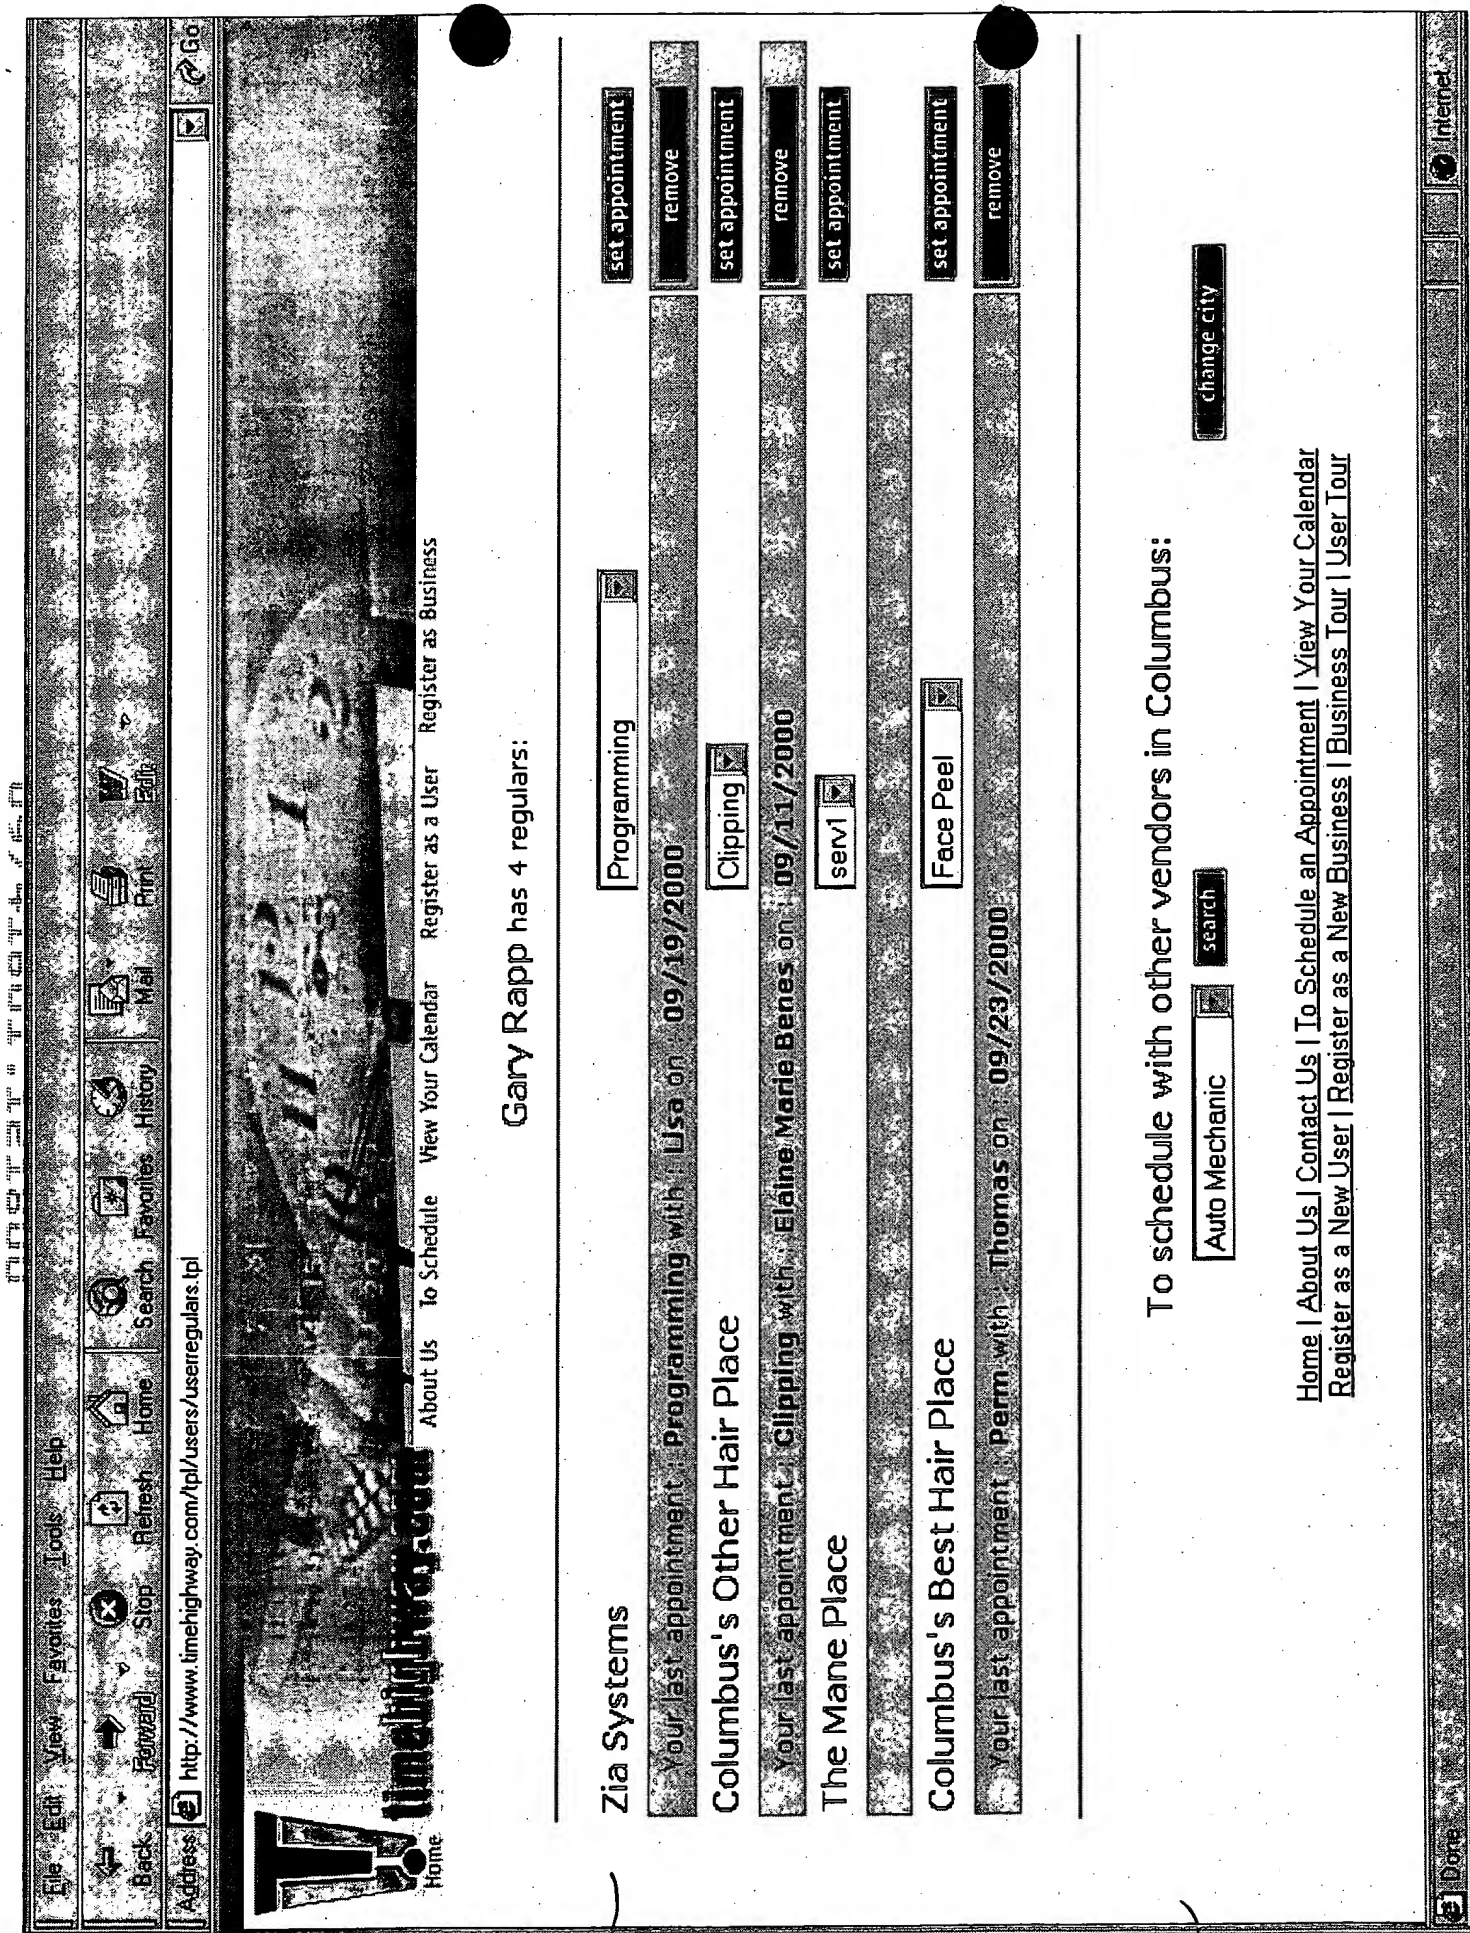 File Edit View Favorites Tools Help
Back Forward Stop Refresh Home Search Favorites History Mail Print Edit
Address http://www.timehighway.com/tpl/users/userregulars.tpl Go
timehighway.com
Home About Us To Schedule View Your Calendar Register as a User Register as Business
Gary Rapp has 4 regulars:
Zia Systems Programming set appointment
Your last appointment : Programming with : Lisa on : 09/19/2000 remove
Columbus's Other Hair Place Clipping set appointment
Your last appointment : Clipping with : Elaine Marie Benes on : 09/11/2000 remove
The Mane Place serv1 set appointment
Columbus's Best Hair Place Face Peel set appointment
Your last appointment : Perm with : Thomas on : 09/23/2000 remove
To schedule with other vendors in Columbus:
Auto Mechanic search change city
Home | About Us | Contact Us | To Schedule an Appointment | View Your Calendar
Register as a New User | Register as a New Business | Business Tour | User Tour
Done Internet